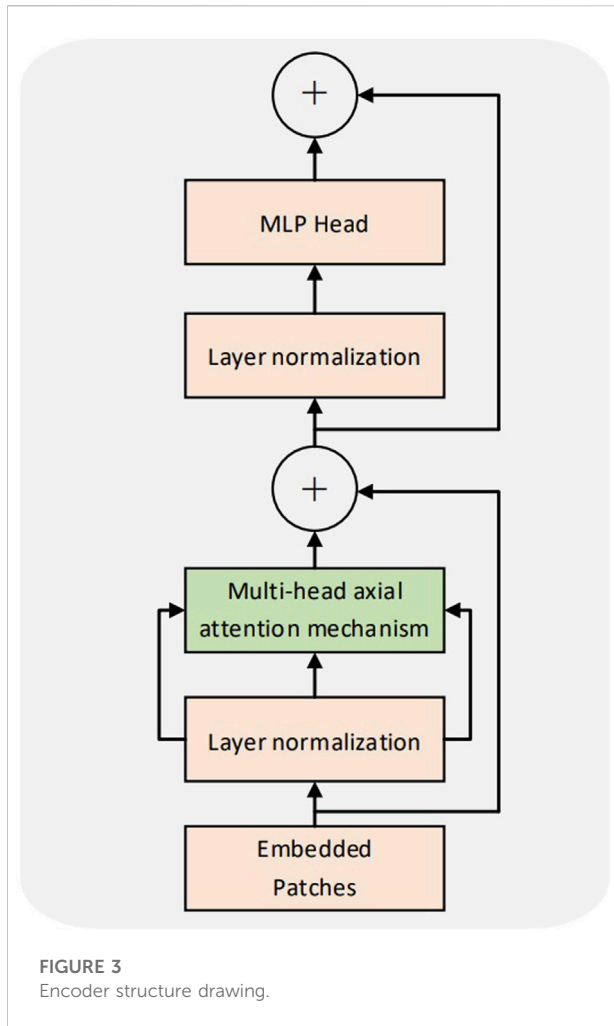 +
MLP Head
Layer normalization
+
Multi-head axial
attention mechanism
Layer normalization
Embedded
Patches
FIGURE 3
Encoder structure drawing.